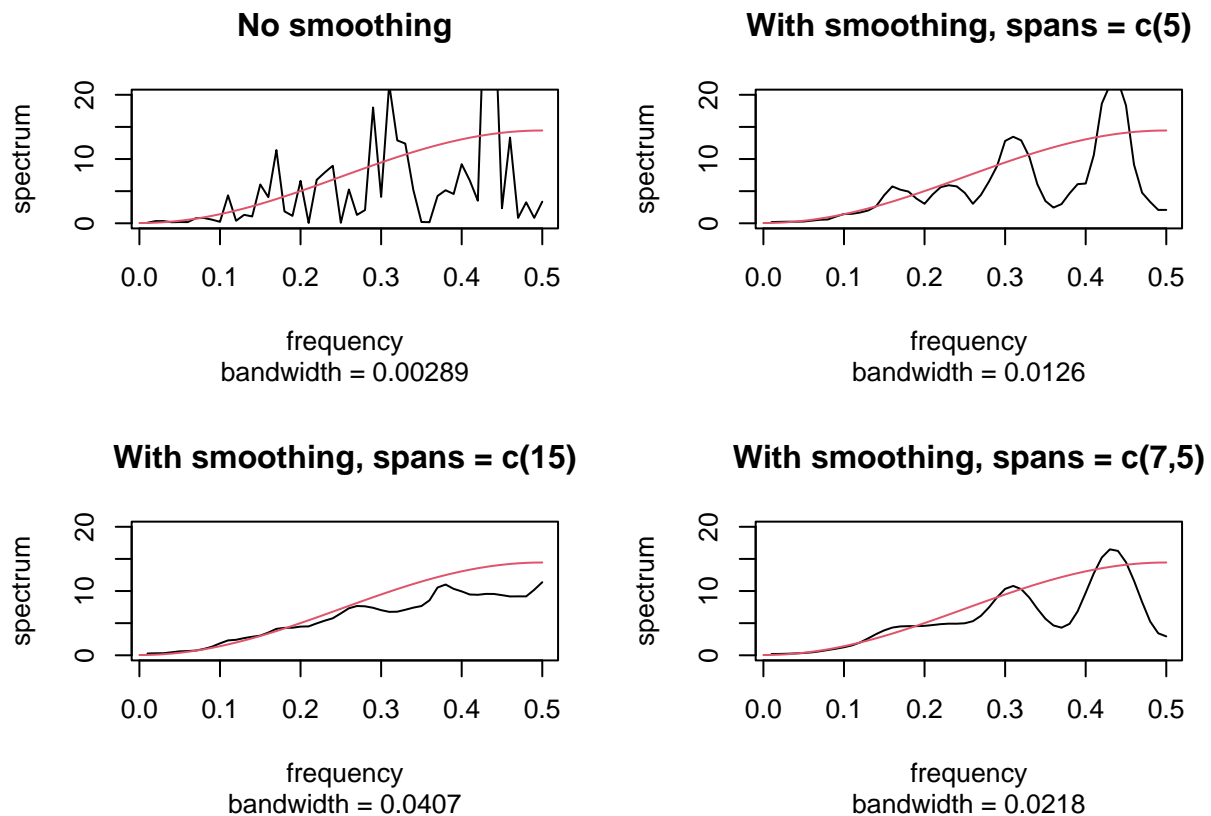 No smoothing
spectrum
20
10
0
0.0 0.1 0.2 0.3 0.4 0.5
frequency
bandwidth = 0.00289
With smoothing, spans = c(5)
spectrum
20
10
0
0.0 0.1 0.2 0.3 0.4 0.5
frequency
bandwidth = 0.0126
With smoothing, spans = c(15)
spectrum
20
10
0
0.0 0.1 0.2 0.3 0.4 0.5
frequency
bandwidth = 0.0407
With smoothing, spans = c(7,5)
spectrum
20
10
0
0.0 0.1 0.2 0.3 0.4 0.5
frequency
bandwidth = 0.0218